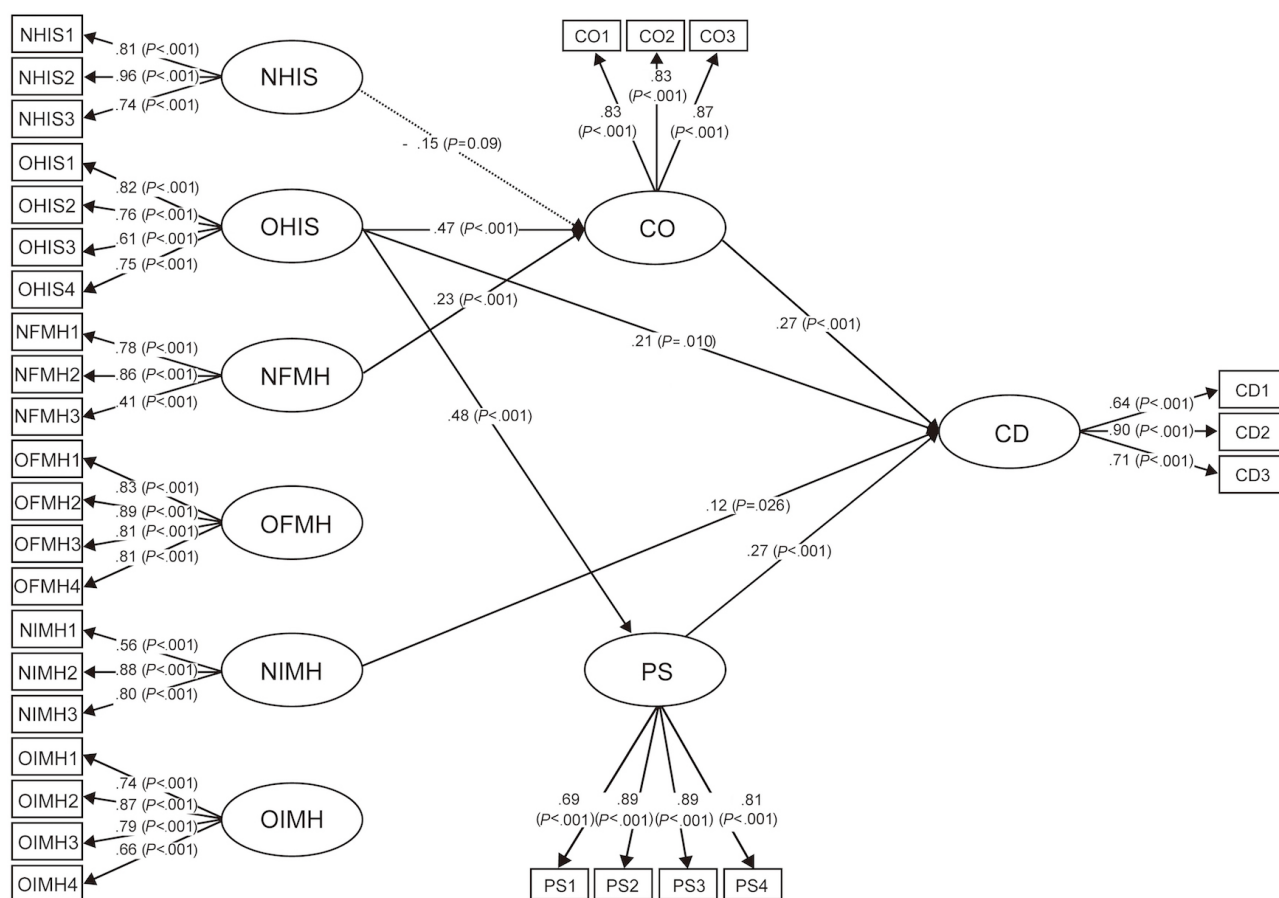 NHIS1
NHIS2
NHIS3
.81 (P<.001)
.96 (P<.001)
.74 (P<.001)
NHIS
OHIS1
OHIS2
OHIS3
OHIS4
.82 (P<.001)
.76 (P<.001)
.61 (P<.001)
.75 (P<.001)
OHIS
NFMH1
NFMH2
NFMH3
.78 (P<.001)
.86 (P<.001)
.41 (P<.001)
NFMH
OFMH1
OFMH2
OFMH3
OFMH4
.83 (P<.001)
.89 (P<.001)
.81 (P<.001)
.81 (P<.001)
OFMH
NIMH1
NIMH2
NIMH3
.56 (P<.001)
.88 (P<.001)
.80 (P<.001)
NIMH
OIMH1
OIMH2
OIMH3
OIMH4
.74 (P<.001)
.87 (P<.001)
.79 (P<.001)
.66 (P<.001)
OIMH
- .15 (P=0.09)
.47 (P<.001)
.23 (P<.001)
.21 (P=.010)
.48 (P<.001)
.12 (P=.026)
.27 (P<.001)
.27 (P<.001)
CO1
CO2
CO3
.83
(P<.001)
.83
(P<.001)
.87
(P<.001)
CO
CD
.64 (P<.001)
.90 (P<.001)
.71 (P<.001)
CD1
CD2
CD3
PS
.69
(P<.001)
.89
(P<.001)
.89
(P<.001)
.81
(P<.001)
PS1
PS2
PS3
PS4